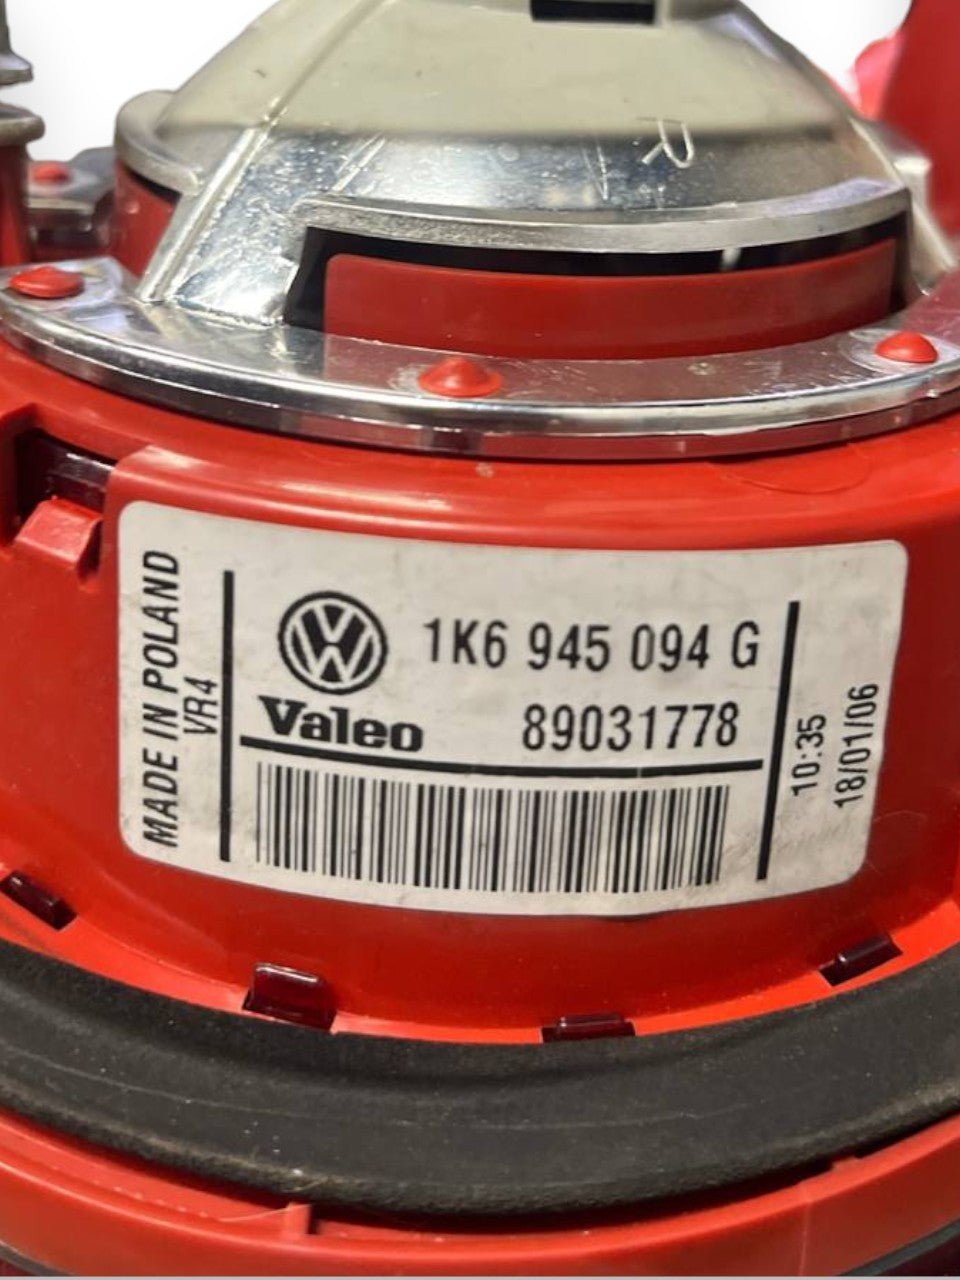 R
MADE IN POLAND
VR4
1K6 945 094 G
Valeo 89031778
10:35
18/01/06